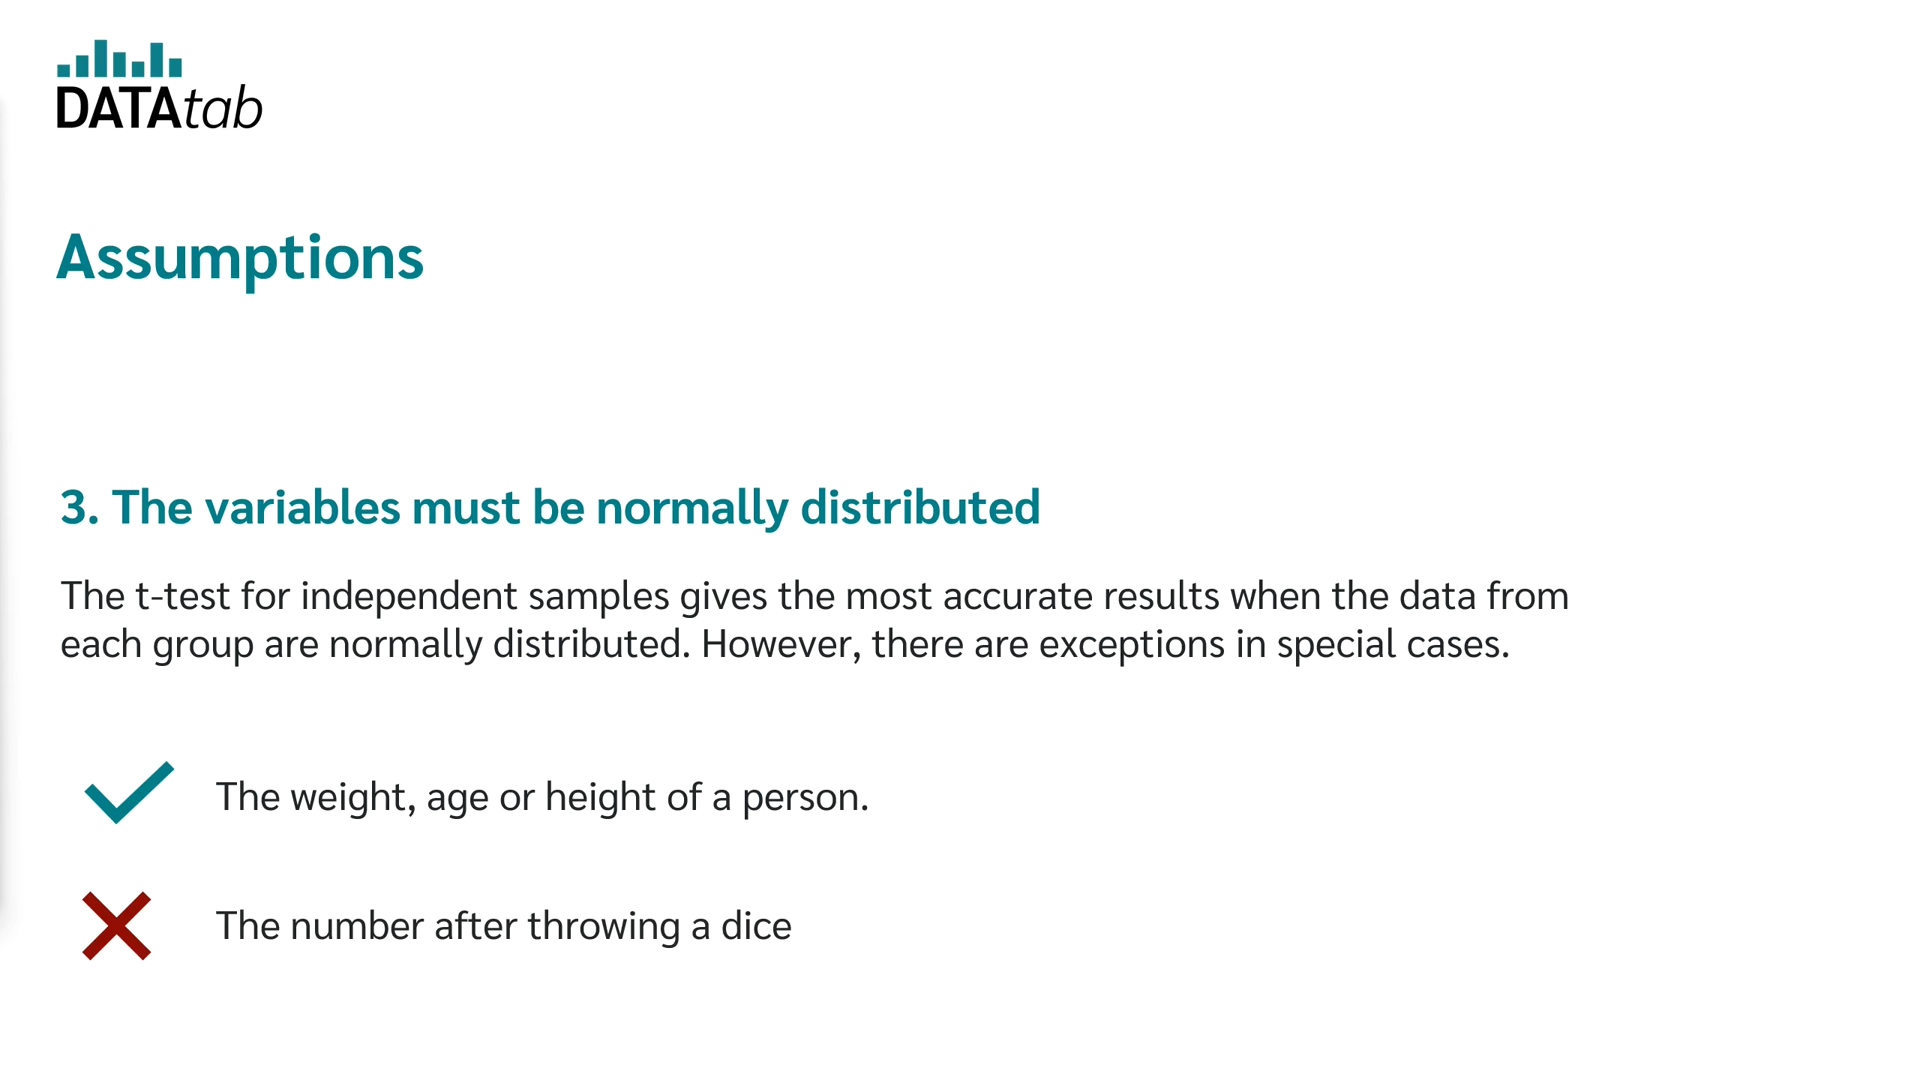 DATAtab
Assumptions
3. The variables must be normally distributed
The t-test for independent samples gives the most accurate results when the data from
each group are normally distributed. However, there are exceptions in special cases.
The weight, age or height of a person.
The number after throwing a dice